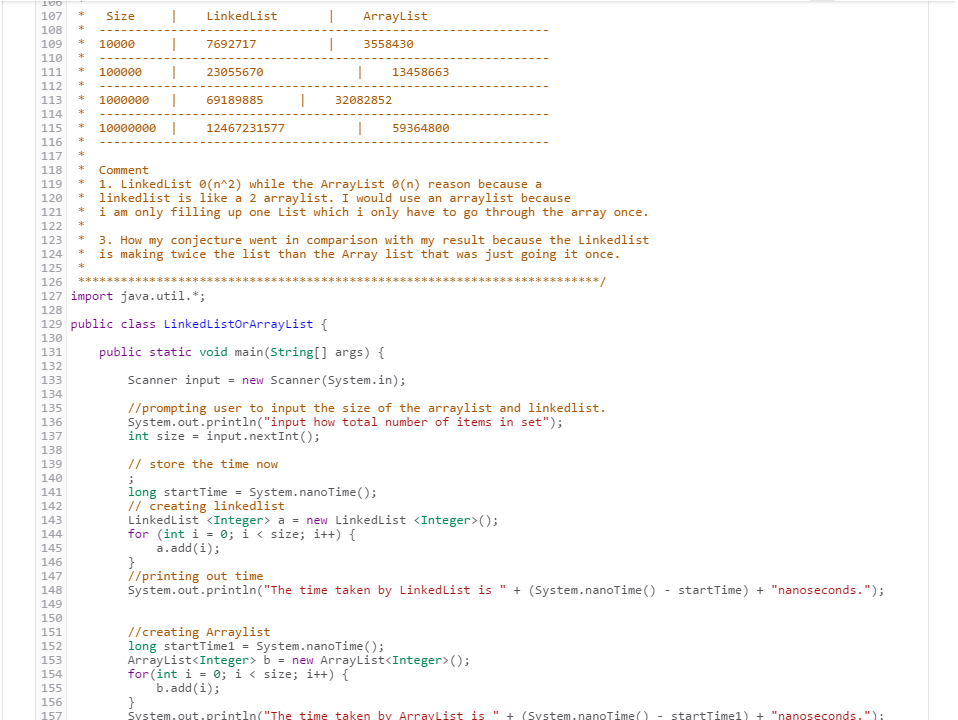 106 *
107 * Size | LinkedList | ArrayList
108 * ---------------------------------------------------------------
109 * 10000 | 7692717 | 3558430
110 * ---------------------------------------------------------------
111 * 100000 | 23055670 | 13458663
112 * ---------------------------------------------------------------
113 * 1000000 | 69189885 | 32082852
114 * ---------------------------------------------------------------
115 * 10000000 | 12467231577 | 59364800
116 * ---------------------------------------------------------------
117 *
118 * Comment
119 * 1. LinkedList 0(n^2) while the ArrayList 0(n) reason because a
120 * linkedlist is like a 2 arraylist. I would use an arraylist because
121 * i am only filling up one List which i only have to go through the array once.
122 *
123 * 3. How my conjecture went in comparison with my result because the Linkedlist
124 * is making twice the list than the Array list that was just going it once.
125 *
126 *************************************************************************/
127 import java.util.*;
128
129 public class LinkedListOrArrayList {
130
131 public static void main(String[] args) {
132
133 Scanner input = new Scanner(System.in);
134
135 //prompting user to input the size of the arraylist and linkedlist.
136 System.out.println("input how total number of items in set");
137 int size = input.nextInt();
138
139 // store the time now
140 ;
141 long startTime = System.nanoTime();
142 // creating linkedlist
143 LinkedList <Integer> a = new LinkedList <Integer>();
144 for (int i = 0; i < size; i++) {
145 a.add(i);
146 }
147 //printing out time
148 System.out.println("The time taken by LinkedList is " + (System.nanoTime() - startTime) + "nanoseconds.");
149
150
151 //creating Arraylist
152 long startTime1 = System.nanoTime();
153 ArrayList<Integer> b = new ArrayList<Integer>();
154 for(int i = 0; i < size; i++) {
155 b.add(i);
156 }
157 System.out.println("The time taken by ArrayList is " + (System.nanoTime() - startTime1) + "nanoseconds.");